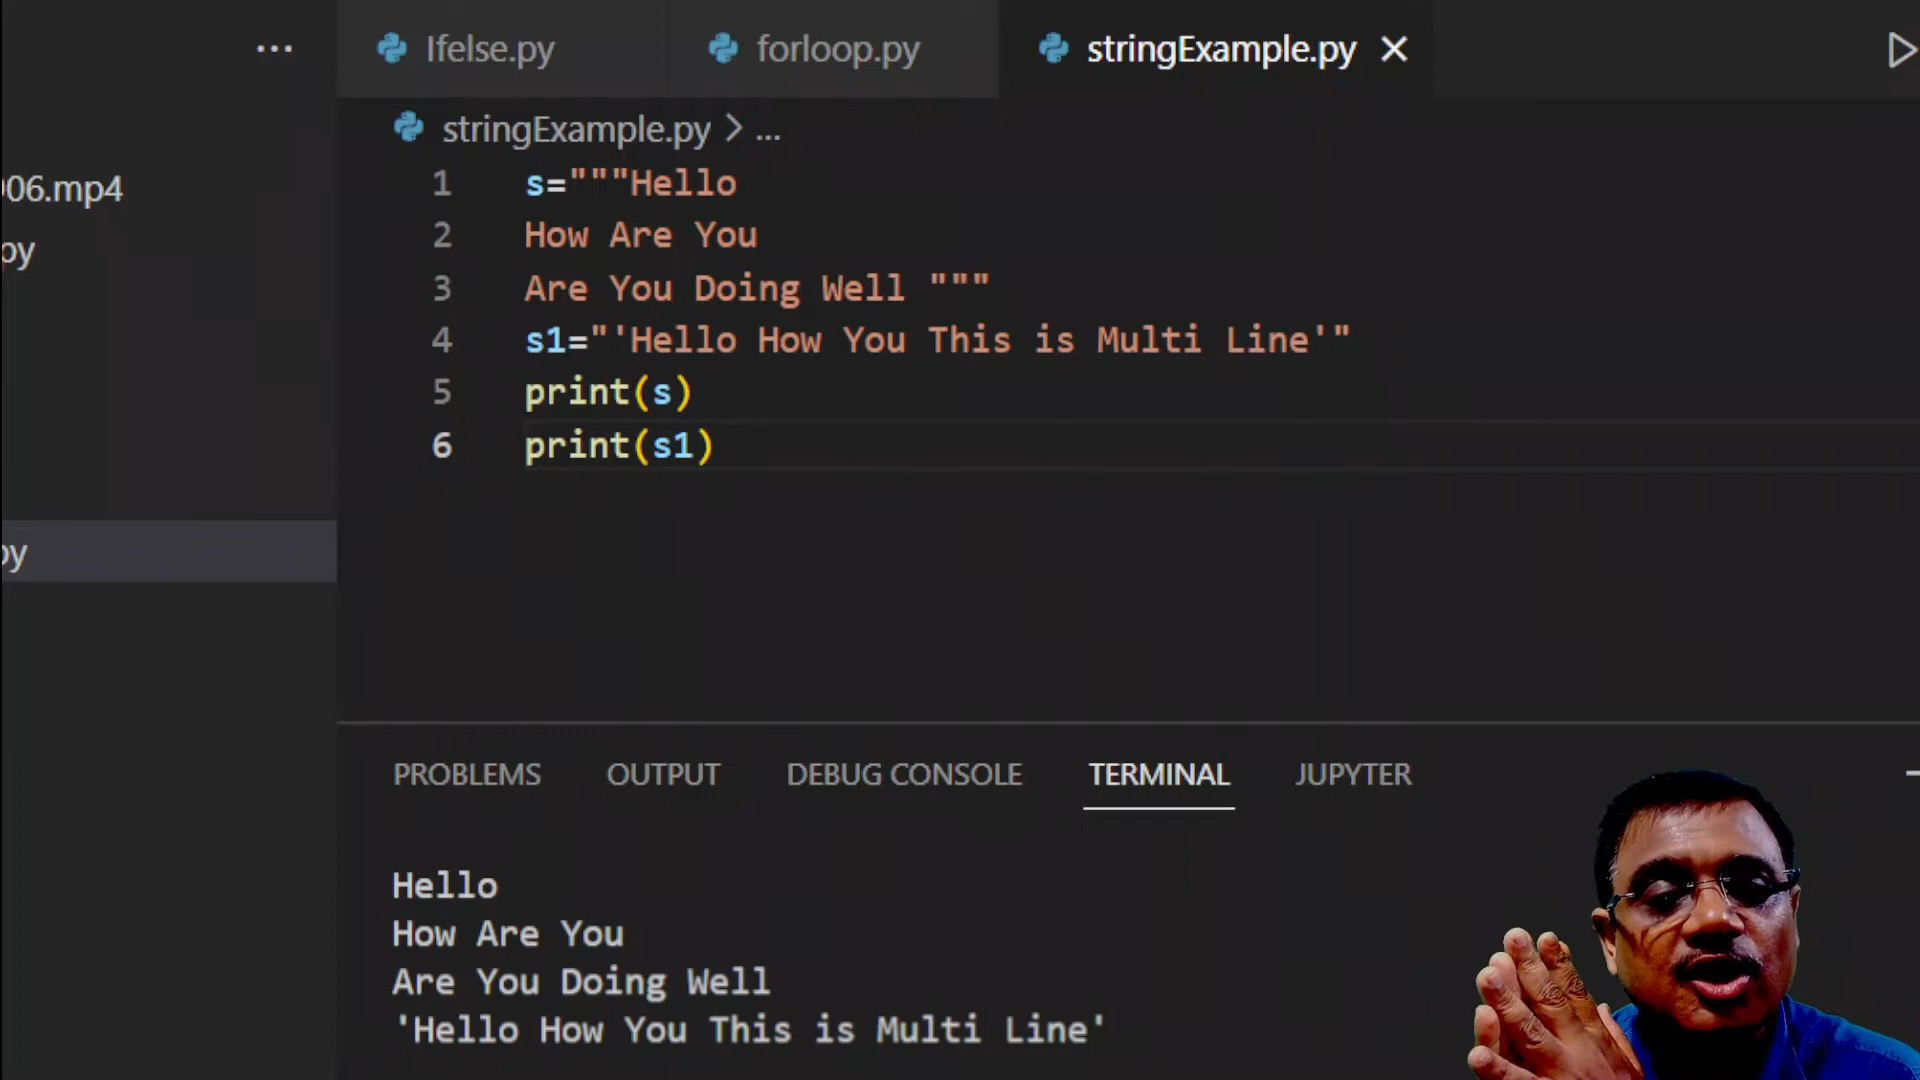 Ifelse.py
forloop.py
stringExample.py
stringExample.py > ...
06.mp4
py
py
1 s="""Hello
2 How Are You
3 Are You Doing Well """
4 s1="'Hello How You This is Multi Line'"
5 print(s)
6 print(s1)
PROBLEMS OUTPUT DEBUG CONSOLE TERMINAL JUPYTER
Hello
How Are You
Are You Doing Well
'Hello How You This is Multi Line'